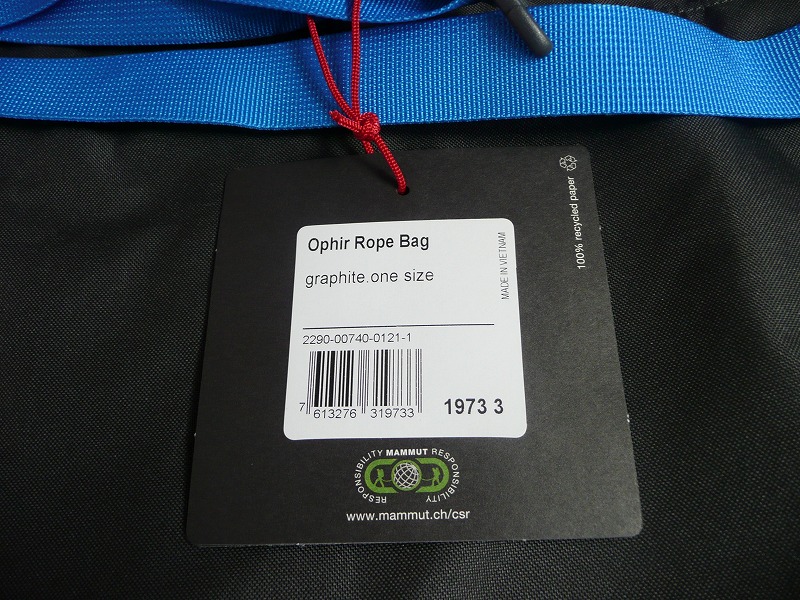 100% recycled paper
Ophir Rope Bag
graphite.one size
MADE IN VIETNAM
2290-00740-0121-1
7 613276 319733
1973 3
RESPONSIBILITY MAMMUT RESPONSIBILITY
RESPONSIBILITY
www.mammut.ch/csr